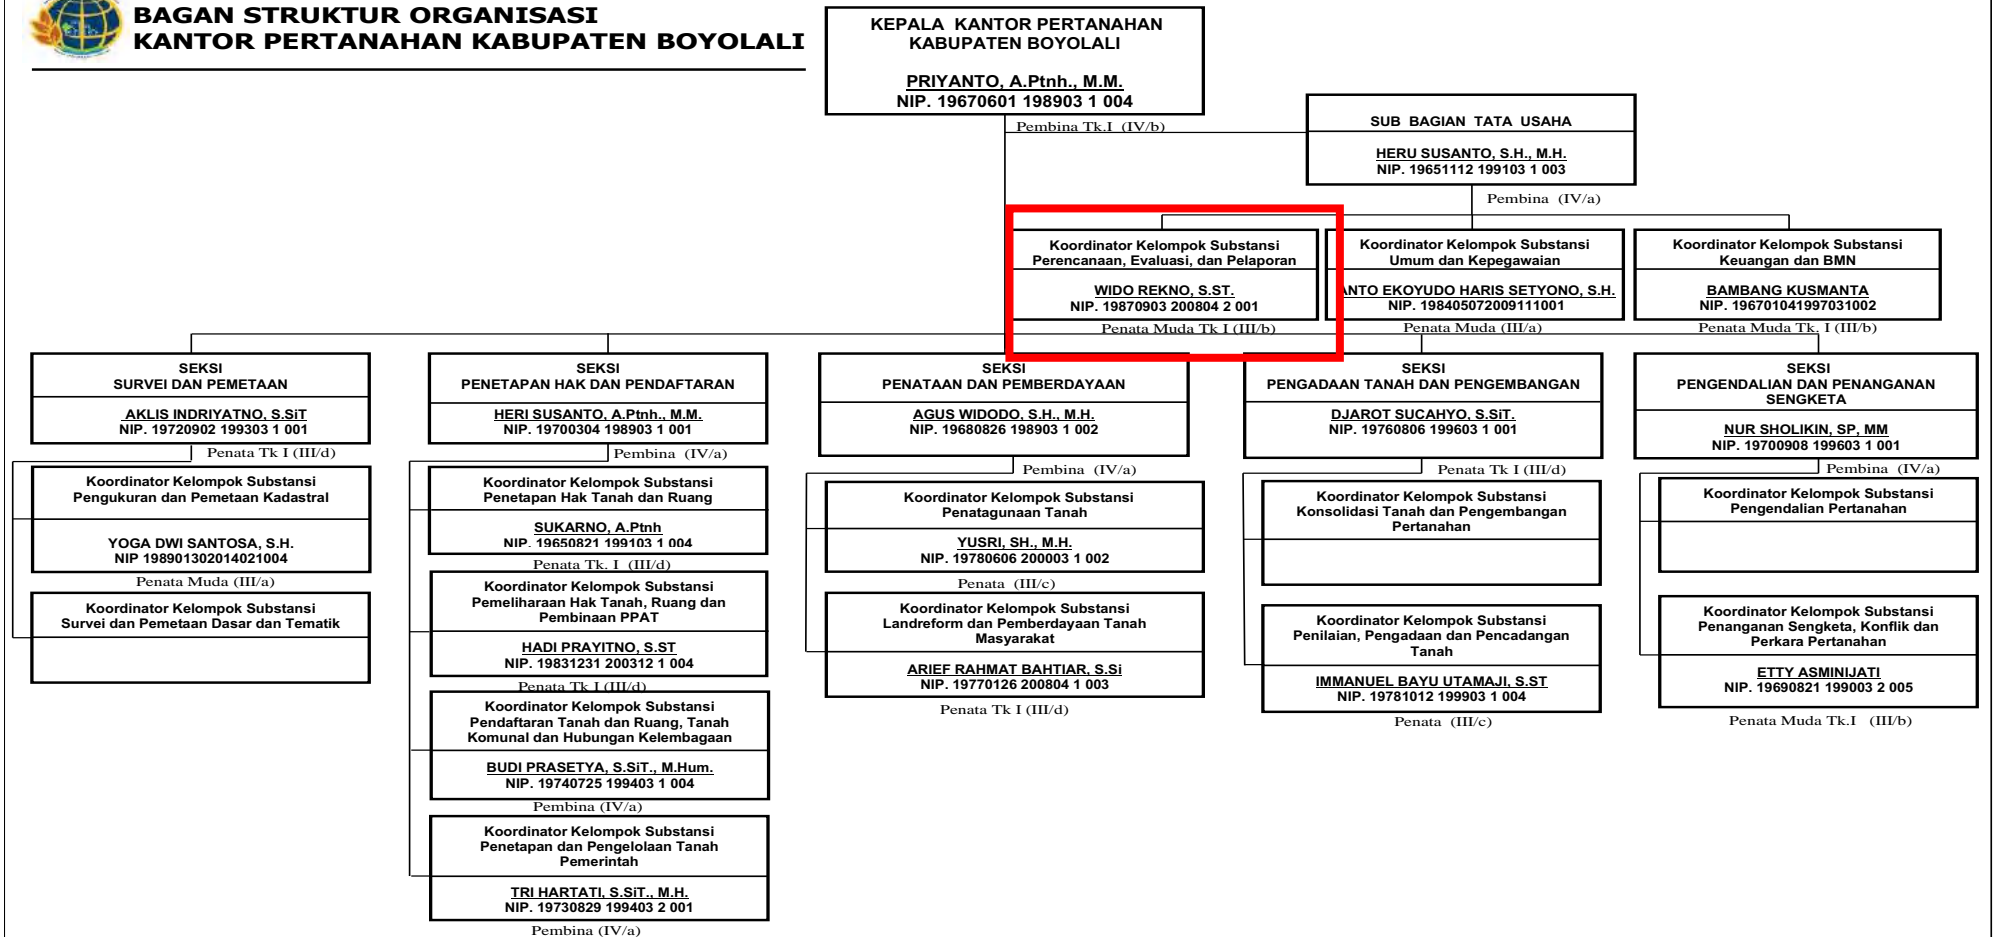 BAGAN STRUKTUR ORGANISASI
KANTOR PERTANAHAN KABUPATEN BOYOLALI
KEPALA KANTOR PERTANAHAN
KABUPATEN BOYOLALI
PRIYANTO, A.Ptnh., M.M.
NIP. 19670601 198903 1 004
Pembina Tk.I (IV/b)
SUB BAGIAN TATA USAHA
HERU SUSANTO, S.H., M.H.
NIP. 19651112 199103 1 003
Pembina (IV/a)
Koordinator Kelompok Substansi
Perencanaan, Evaluasi, dan Pelaporan
WIDO REKNO, S.ST.
NIP. 19870903 200804 2 001
Penata Muda Tk I (III/b)
Koordinator Kelompok Substansi
Umum dan Kepegawaian
ANTO EKOYUDO HARIS SETYONO, S.H.
NIP. 198405072009111001
Penata Muda (III/a)
Koordinator Kelompok Substansi
Keuangan dan BMN
BAMBANG KUSMANTA
NIP. 196701041997031002
Penata Muda Tk. I (III/b)
SEKSI
SURVEI DAN PEMETAAN
AKLIS INDRIYATNO, S.SiT
NIP. 19720902 199303 1 001
Penata Tk I (III/d)
Koordinator Kelompok Substansi
Pengukuran dan Pemetaan Kadastral
YOGA DWI SANTOSA, S.H.
NIP 198901302014021004
Penata Muda (III/a)
Koordinator Kelompok Substansi
Survei dan Pemetaan Dasar dan Tematik
SEKSI
PENETAPAN HAK DAN PENDAFTARAN
HERI SUSANTO, A.Ptnh., M.M.
NIP. 19700304 198903 1 001
Pembina (IV/a)
Koordinator Kelompok Substansi
Penetapan Hak Tanah dan Ruang
SUKARNO, A.Ptnh
NIP. 19650821 199103 1 004
Penata Tk. I (III/d)
Koordinator Kelompok Substansi
Pemeliharaan Hak Tanah, Ruang dan
Pembinaan PPAT
HADI PRAYITNO, S.ST
NIP. 19831231 200312 1 004
Penata Tk I (III/d)
Koordinator Kelompok Substansi
Pendaftaran Tanah dan Ruang, Tanah
Komunal dan Hubungan Kelembagaan
BUDI PRASETYA, S.SiT., M.Hum.
NIP. 19740725 199403 1 004
Pembina (IV/a)
Koordinator Kelompok Substansi
Penetapan dan Pengelolaan Tanah
Pemerintah
TRI HARTATI, S.SiT., M.H.
NIP. 19730829 199403 2 001
Pembina (IV/a)
SEKSI
PENATAAN DAN PEMBERDAYAAN
AGUS WIDODO, S.H., M.H.
NIP. 19680826 198903 1 002
Pembina (IV/a)
Koordinator Kelompok Substansi
Penatagunaan Tanah
YUSRI, SH., M.H.
NIP. 19780606 200003 1 002
Penata (III/c)
Koordinator Kelompok Substansi
Landreform dan Pemberdayaan Tanah
Masyarakat
ARIEF RAHMAT BAHTIAR, S.Si
NIP. 19770126 200804 1 003
Penata Tk I (III/d)
SEKSI
PENGADAAN TANAH DAN PENGEMBANGAN
DJAROT SUCAHYO, S.SiT.
NIP. 19760806 199603 1 001
Penata Tk I (III/d)
Koordinator Kelompok Substansi
Konsolidasi Tanah dan Pengembangan
Pertanahan
Koordinator Kelompok Substansi
Penilaian, Pengadaan dan Pencadangan
Tanah
IMMANUEL BAYU UTAMAJI, S.ST
NIP. 19781012 199903 1 004
Penata (III/c)
SEKSI
PENGENDALIAN DAN PENANGANAN
SENGKETA
NUR SHOLIKIN, SP, MM
NIP. 19700908 199603 1 001
Pembina (IV/a)
Koordinator Kelompok Substansi
Pengendalian Pertanahan
Koordinator Kelompok Substansi
Penanganan Sengketa, Konflik dan
Perkara Pertanahan
ETTY ASMINIJATI
NIP. 19690821 199003 2 005
Penata Muda Tk.I (III/b)